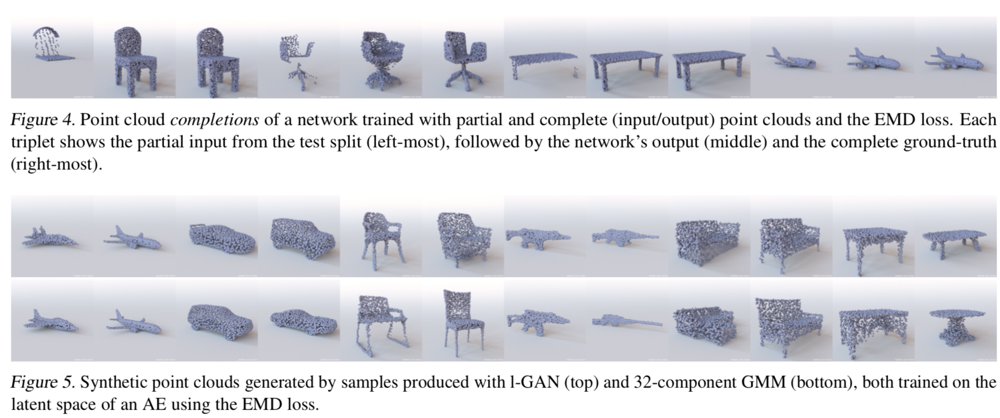 Figure 4. Point cloud completions of a network trained with partial and complete (input/output) point clouds and the EMD loss. Each
triplet shows the partial input from the test split (left-most), followed by the network's output (middle) and the complete ground-truth
(right-most).
Figure 5. Synthetic point clouds generated by samples produced with l-GAN (top) and 32-component GMM (bottom), both trained on the
latent space of an AE using the EMD loss.